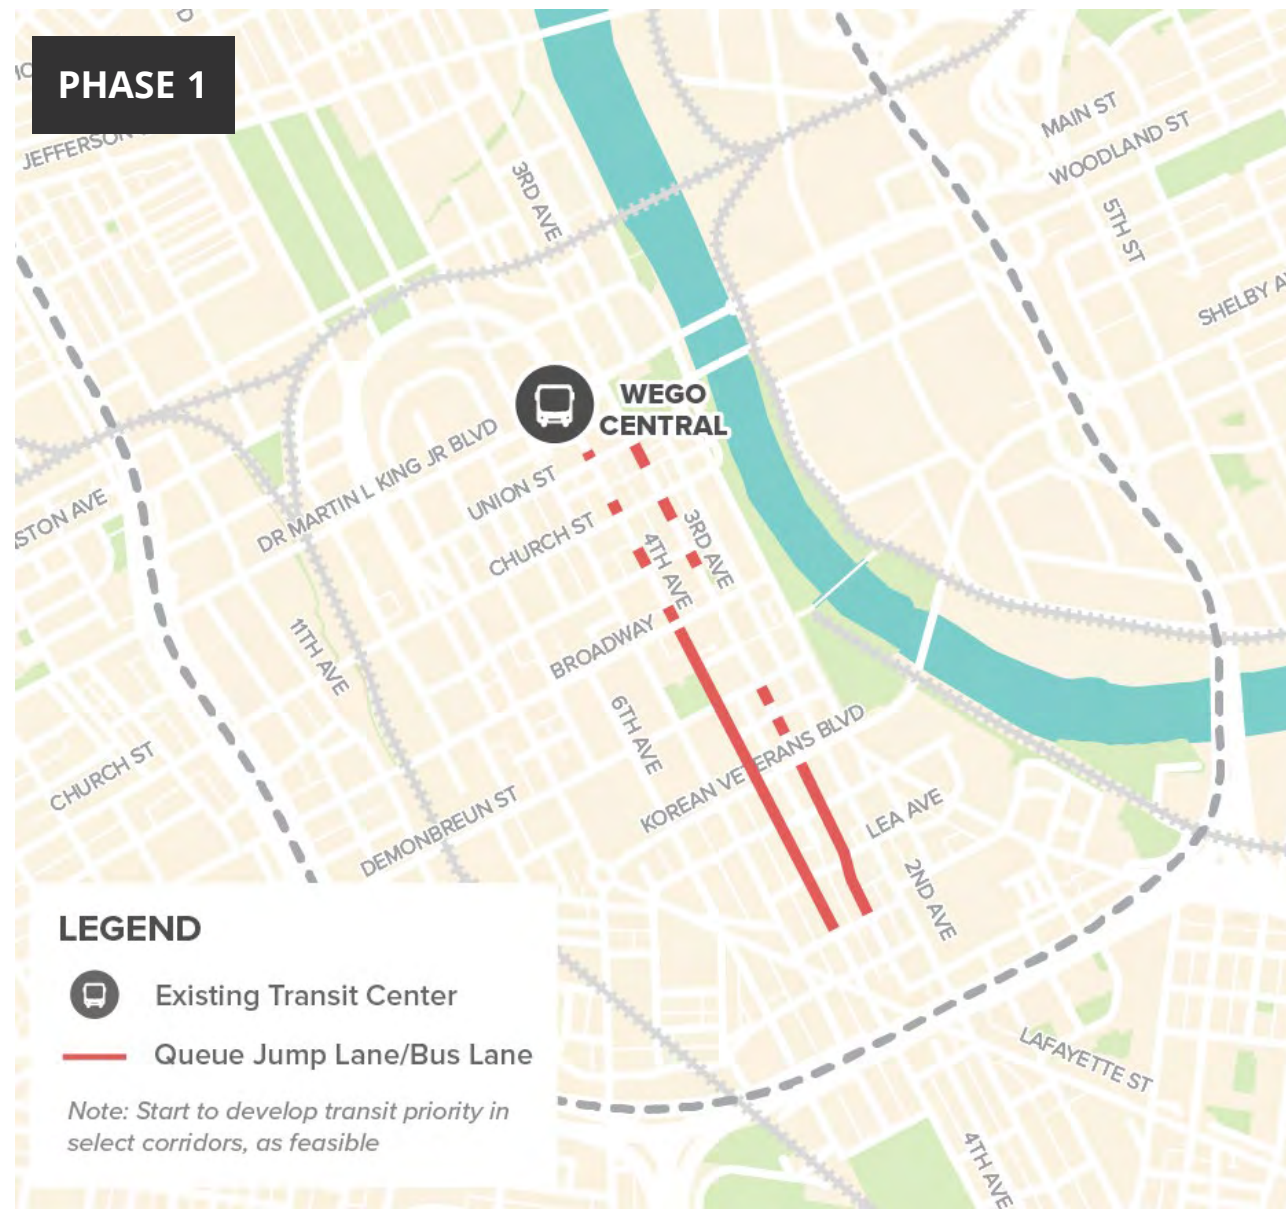 PHASE 1
JEFFERSON
3RD AVE
MAIN ST
WOODLAND ST
5TH ST
SHELBY
WEGO
CENTRAL
DR MARTIN L KING JR BLVD
UNION ST
CHURCH ST
3RD AVE
4TH AVE
BROADWAY
11TH AVE
6TH AVE
KOREAN VETERANS BLVD
CHURCH ST
DEMONBREUN ST
LEA AVE
2ND AVE
LAFAYETTE ST
4TH AVE
STON AVE
LEGEND
Existing Transit Center
Queue Jump Lane/Bus Lane
Note: Start to develop transit priority in
select corridors, as feasible